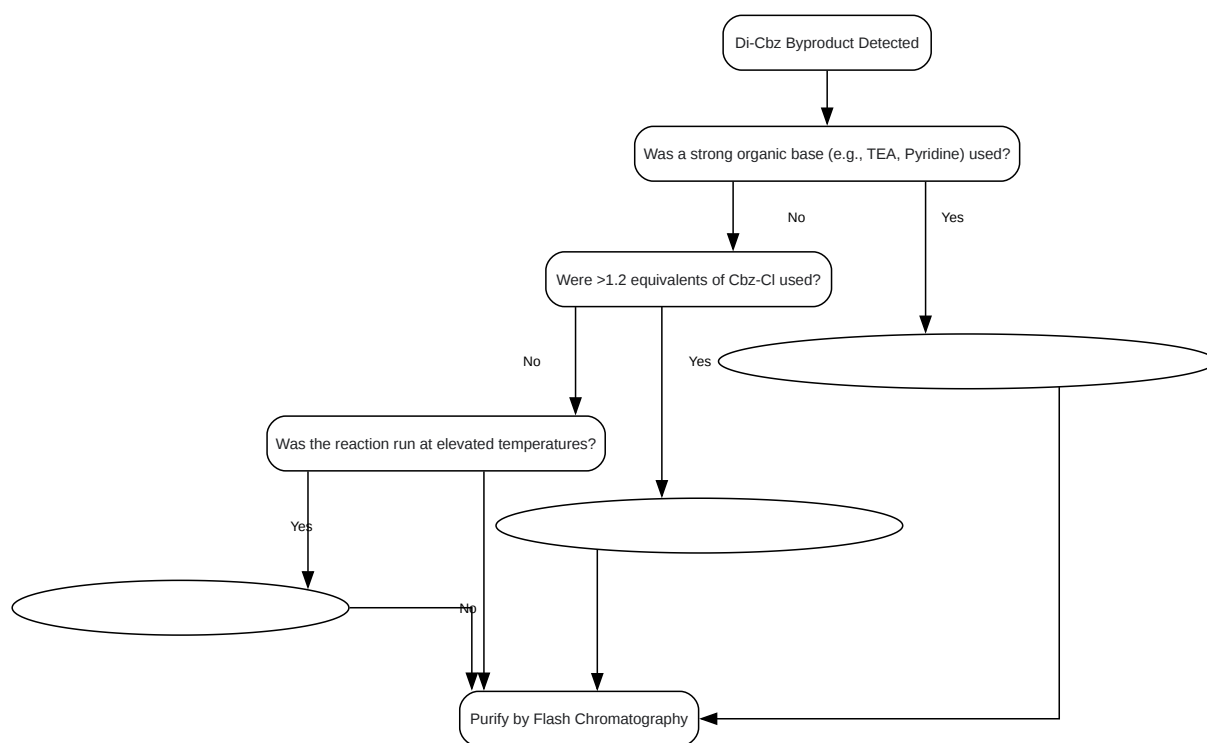 Di-Cbz Byproduct Detected
Was a strong organic base (e.g., TEA, Pyridine) used?
No
Yes
Were >1.2 equivalents of Cbz-Cl used?
No
Yes
Was the reaction run at elevated temperatures?
Yes
No
Purify by Flash Chromatography